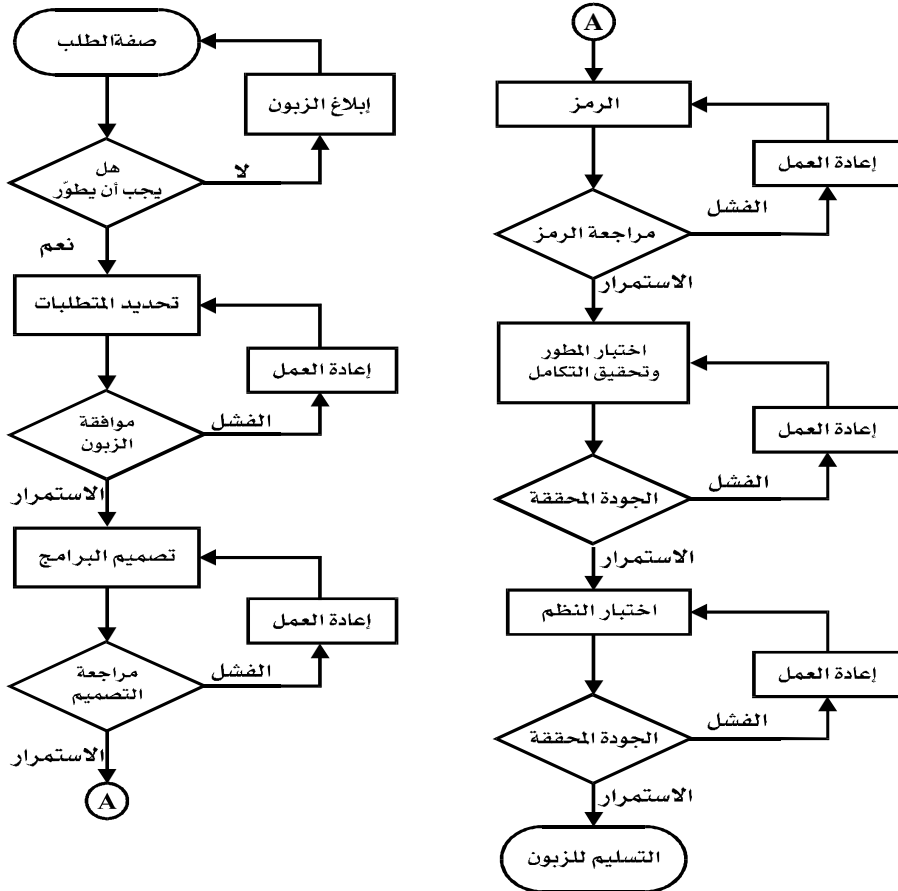 صفة الطلب
إبلاغ الزبون
هل
يجب أن يطوّر
لا
نعم
تحديد المتطلبات
إعادة العمل
موافقة
الزبون
الفشل
الاستمرار
تصميم البرامج
إعادة العمل
مراجعة
التصميم
الفشل
الاستمرار
A
A
الرمز
إعادة العمل
مراجعة الرمز
الفشل
الاستمرار
اختبار المطور
وتحقيق التكامل
إعادة العمل
الجودة المحققة
الفشل
الاستمرار
اختبار النظم
إعادة العمل
الجودة المحققة
الفشل
الاستمرار
التسليم للزبون